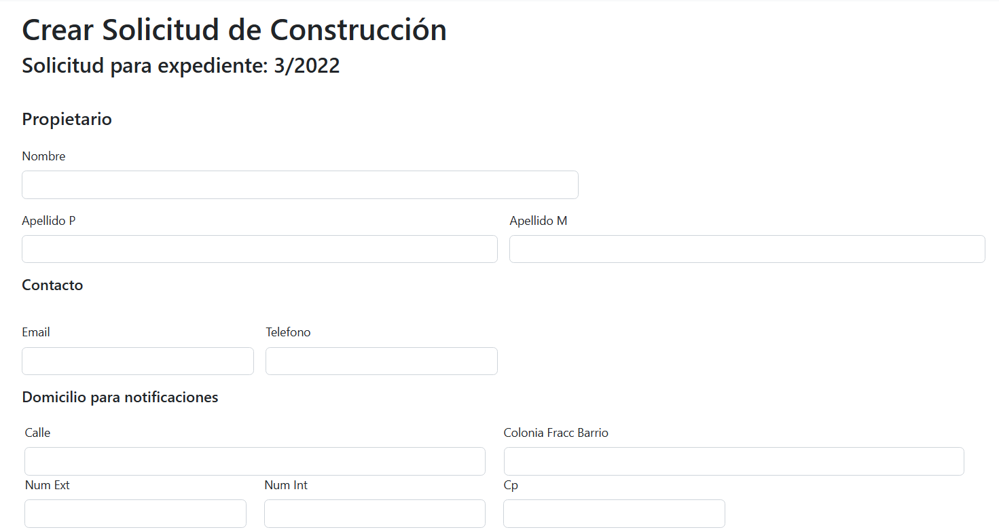 Crear Solicitud de Construcción
Solicitud para expediente: 3/2022
Propietario
Nombre
Apellido P Apellido M
Contacto
Email Telefono
Domicilio para notificaciones
Calle Colonia Fracc Barrio
Num Ext Num Int Cp